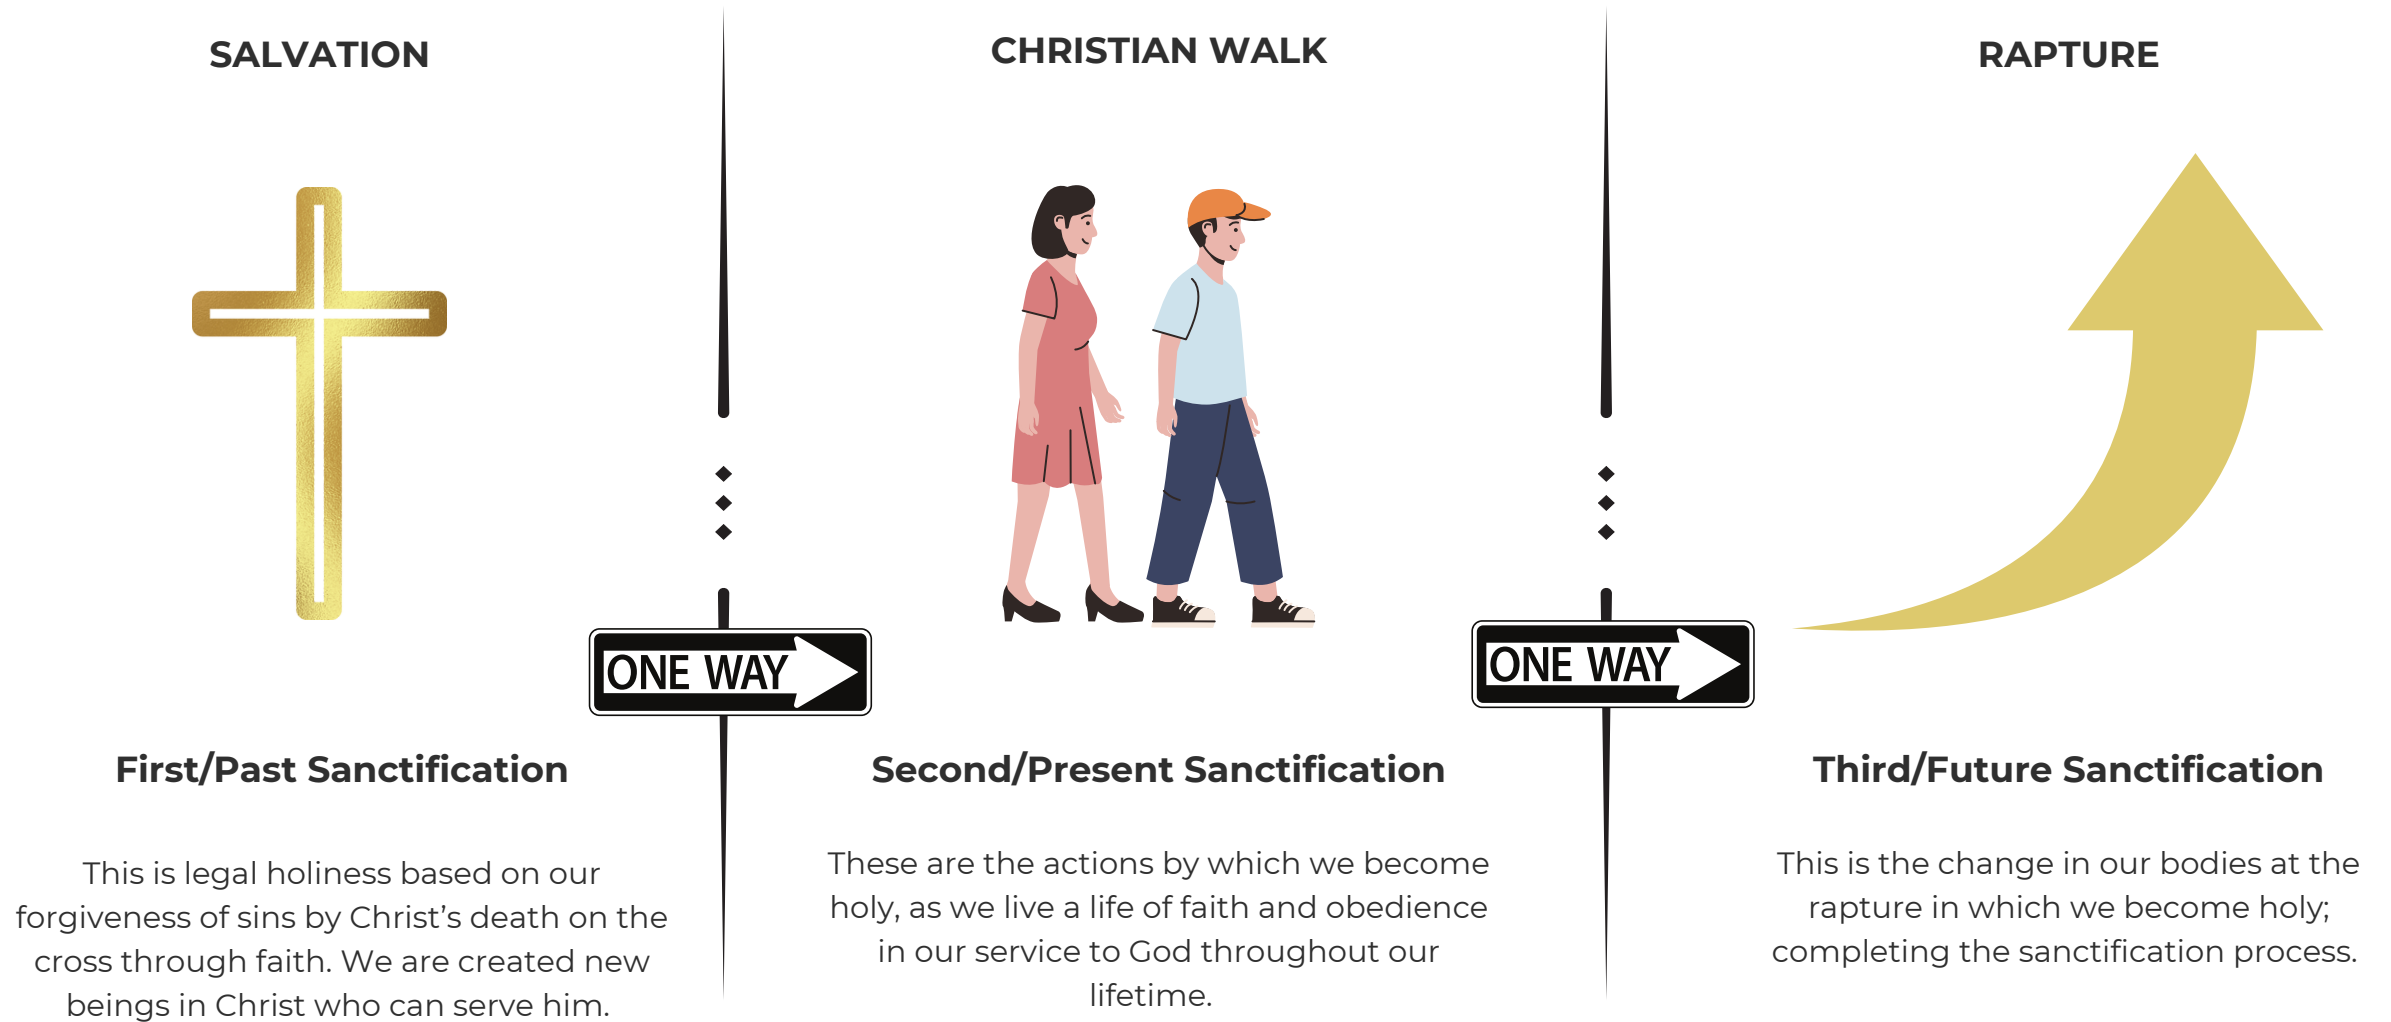 SALVATION
First/Past Sanctification
This is legal holiness based on our
forgiveness of sins by Christ’s death on the
cross through faith. We are created new
beings in Christ who can serve him.
ONE WAY
CHRISTIAN WALK
Second/Present Sanctification
These are the actions by which we become
holy, as we live a life of faith and obedience
in our service to God throughout our
lifetime.
ONE WAY
RAPTURE
Third/Future Sanctification
This is the change in our bodies at the
rapture in which we become holy;
completing the sanctification process.